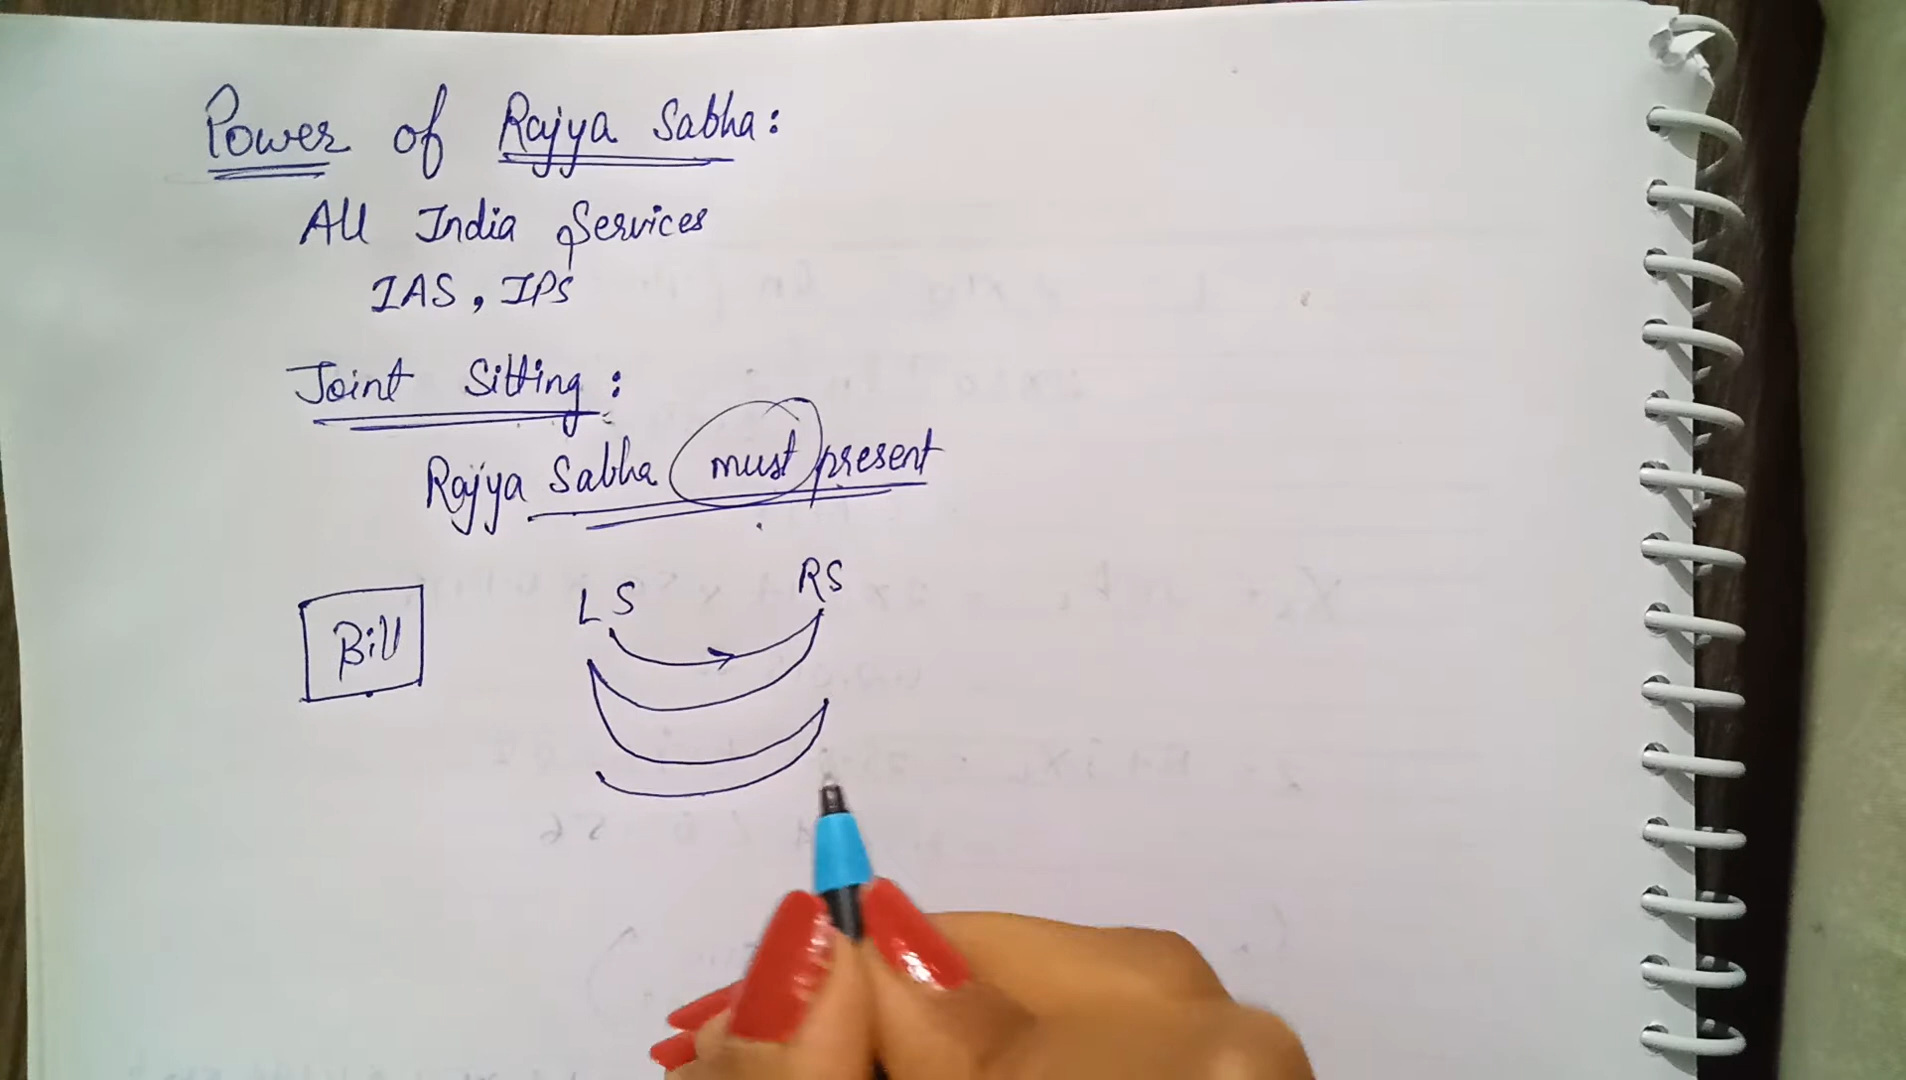 Power of Rajya Sabha:
All India Services
IAS, IPS
Joint Sitting:
Rajya Sabha must present
LS RS
Bill